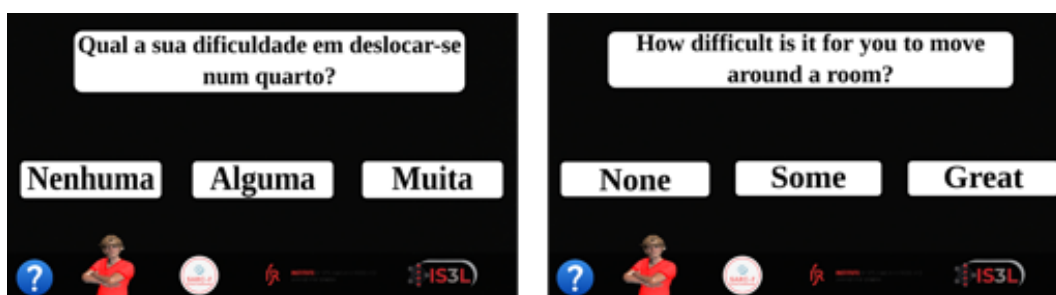 Qual a sua dificuldade em deslocar-se
num quarto?
Nenhuma Alguma Muita
?
IS3L
How difficult is it for you to move
around a room?
None Some Great
?
IS3L